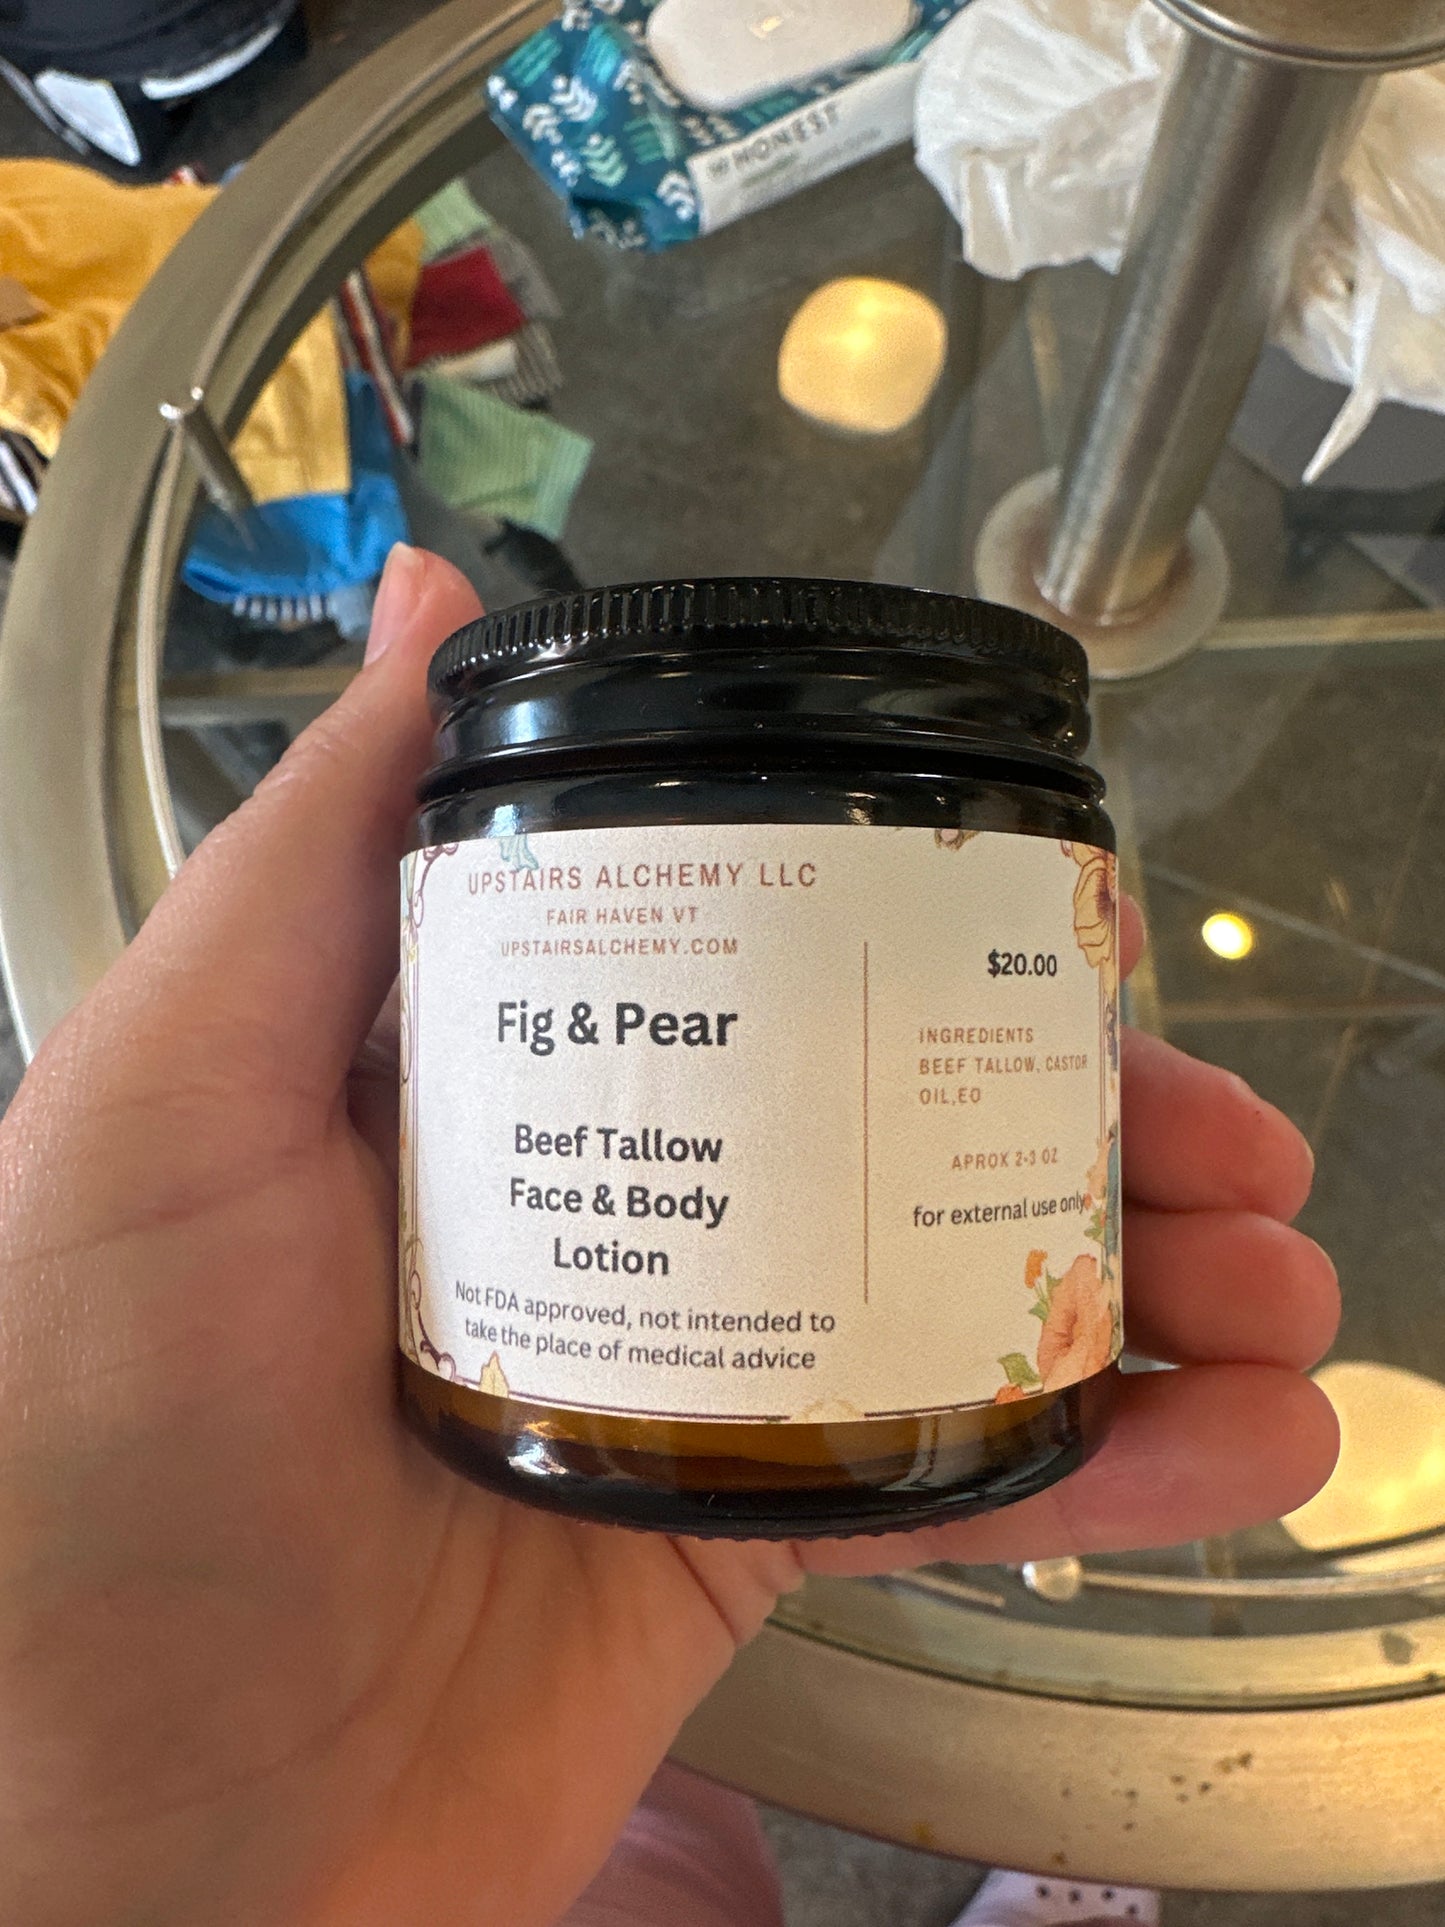 THE HONEST
UPSTAIRS ALCHEMY LLC
FAIR HAVEN VT
UPSTAIRSALCHEMY.COM
Fig & Pear
Beef Tallow
Face & Body
Lotion
Not FDA approved, not intended to
take the place of medical advice
$20.00
INGREDIENTS
BEEF TALLOW, CASTOR
OIL,EO
APROX 2-3 OZ
for external use only